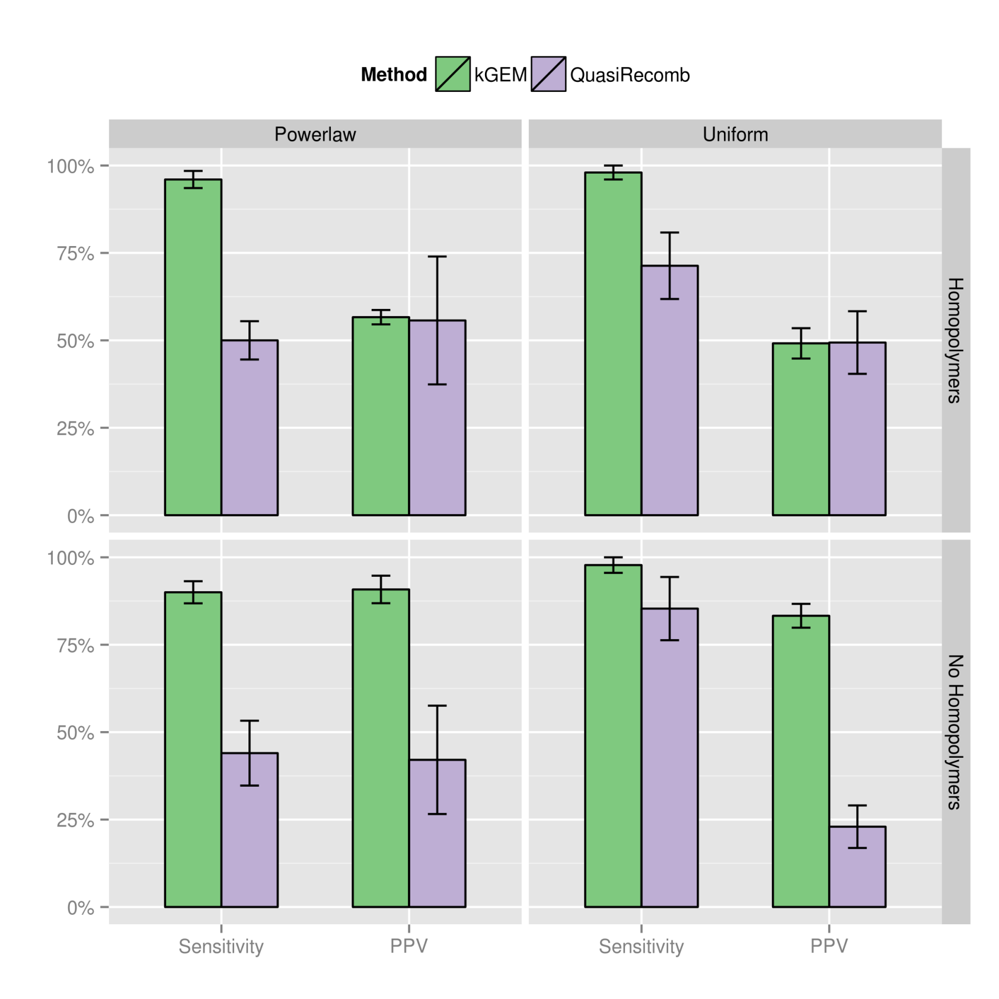 Method kGEM QuasiRecomb
Powerlaw Uniform
100%
75%
50%
25%
0%
Homopolymers
100%
75%
50%
25%
0%
No Homopolymers
Sensitivity PPV Sensitivity PPV